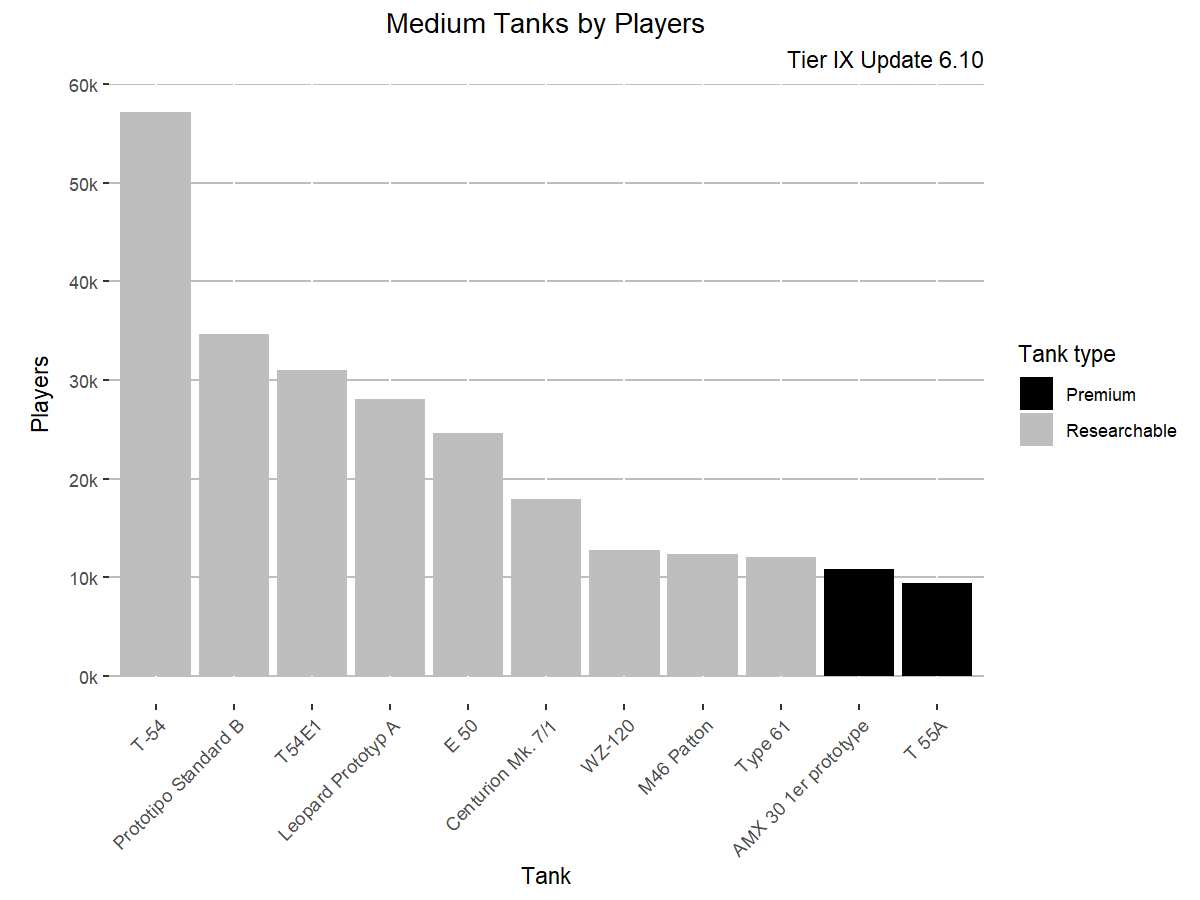 Medium Tanks by Players
Tier IX Update 6.10
60k
50k
40k
30k
20k
10k
0k
Players
T-54
Prototipo Standard B
T54E1
Leopard Prototyp A
E 50
Centurion Mk. 7/1
WZ-120
M46 Patton
Type 61
AMX 30 1er prototype
T 55A
Tank
Tank type
Premium
Researchable